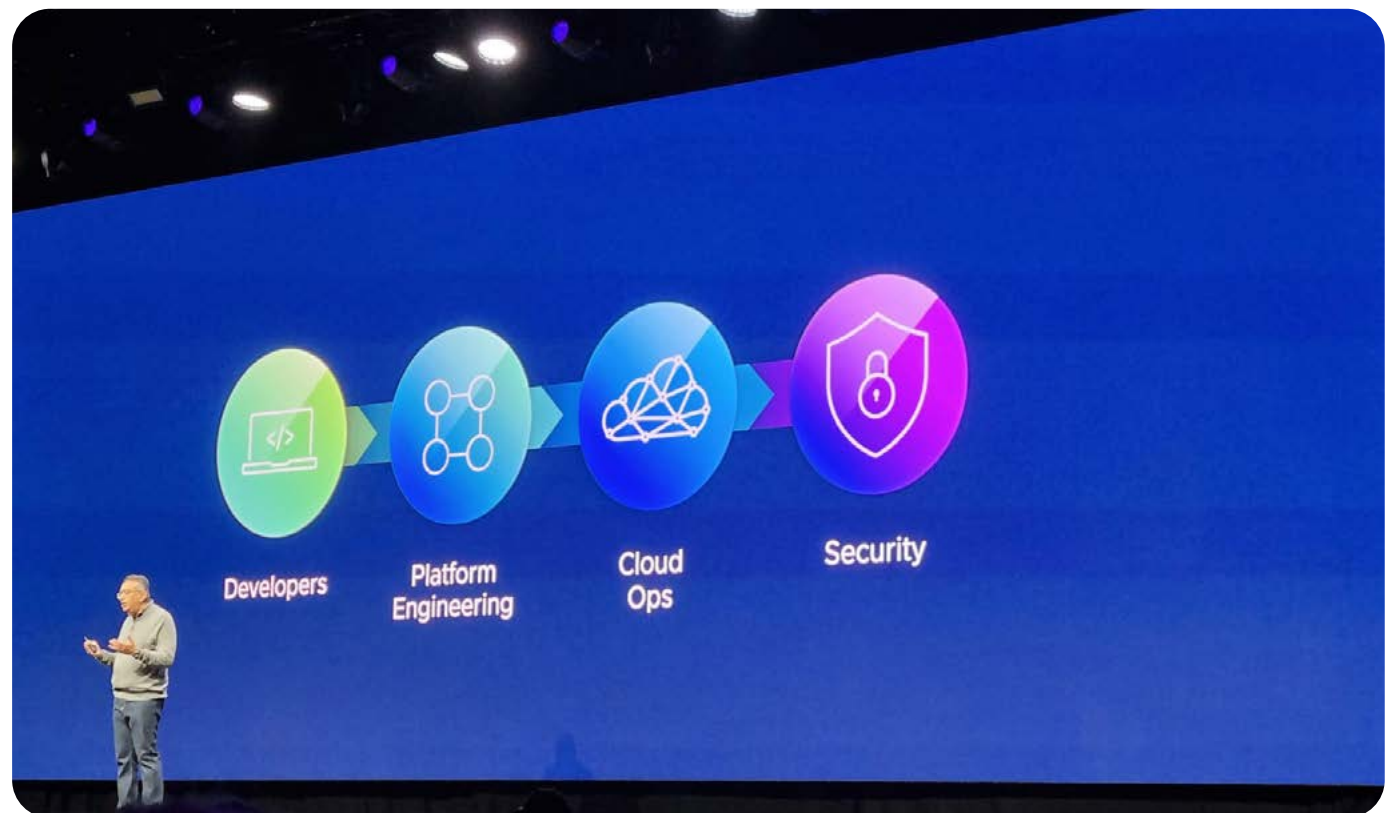 </>
Developers
Platform
Engineering
Cloud
Ops
Security